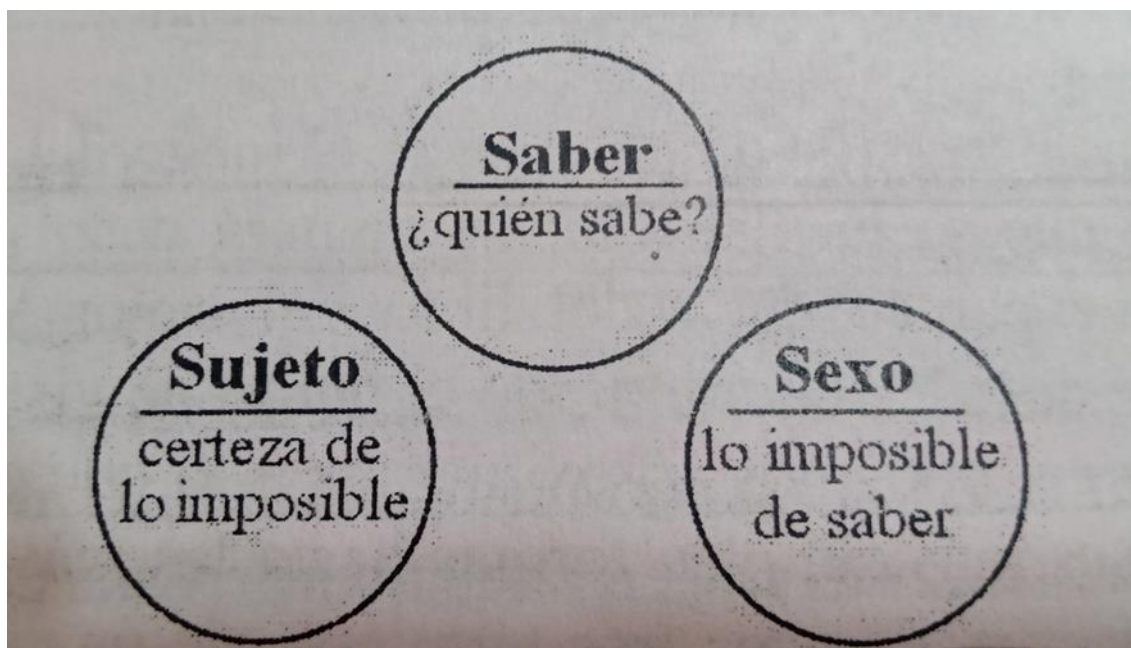 Saber
¿quién sabe?
Sujeto
certeza de
lo imposible
Sexo
lo imposible
de saber